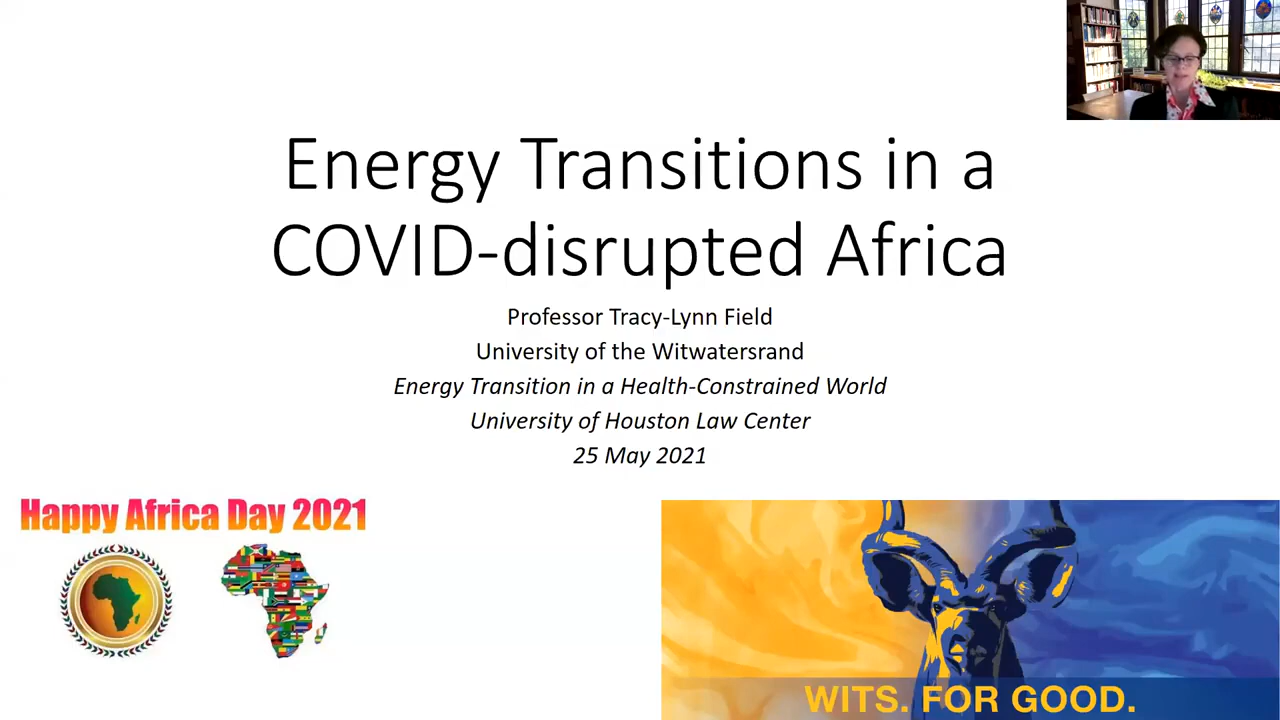 Energy Transitions in a
COVID-disrupted Africa
Professor Tracy-Lynn Field
University of the Witwatersrand
Energy Transition in a Health-Constrained World
University of Houston Law Center
25 May 2021
Happy Africa Day 2021
WITS. FOR GOOD.